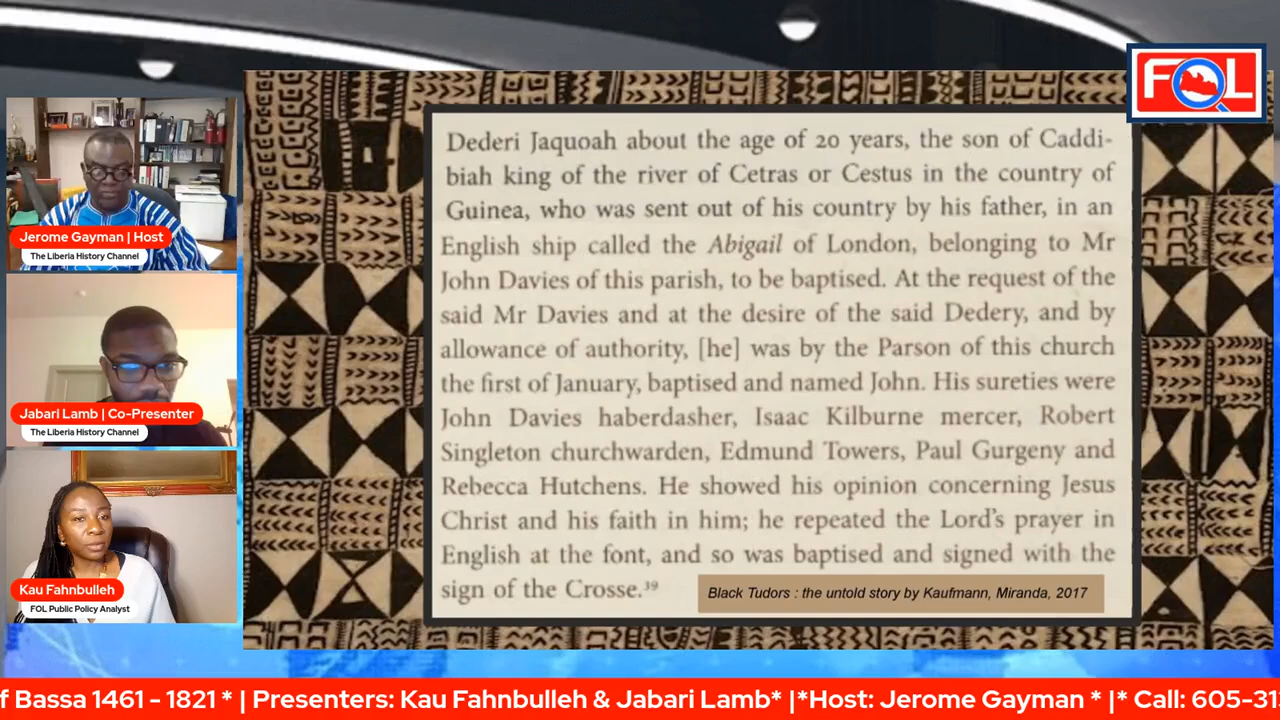 FOL
Jerome Gayman | Host
The Liberia History Channel
Jabari Lamb | Co-Presenter
The Liberia History Channel
Kau Fahnbulleh
FOL Public Policy Analyst
Dederi Jaquoah about the age of 20 years, the son of Caddi-
biah king of the river of Cetras or Cestus in the country of
Guinea, who was sent out of his country by his father, in an
English ship called the Abigail of London, belonging to Mr
John Davies of this parish, to be baptised. At the request of the
said Mr Davies and at the desire of the said Dedery, and by
allowance of authority, [he] was by the Parson of this church
the first of January, baptised and named John. His sureties were
John Davies haberdasher, Isaac Kilburne mercer, Robert
Singleton churchwarden, Edmund Towers, Paul Gurgeny and
Rebecca Hutchens. He showed his opinion concerning Jesus
Christ and his faith in him; he repeated the Lord's prayer in
English at the font, and so was baptised and signed with the
sign of the Crosse.³⁹
Black Tudors : the untold story by Kaufmann, Miranda, 2017
f Bassa 1461 - 1821 * | Presenters: Kau Fahnbulleh & Jabari Lamb* |*Host: Jerome Gayman * |* Call: 605-31